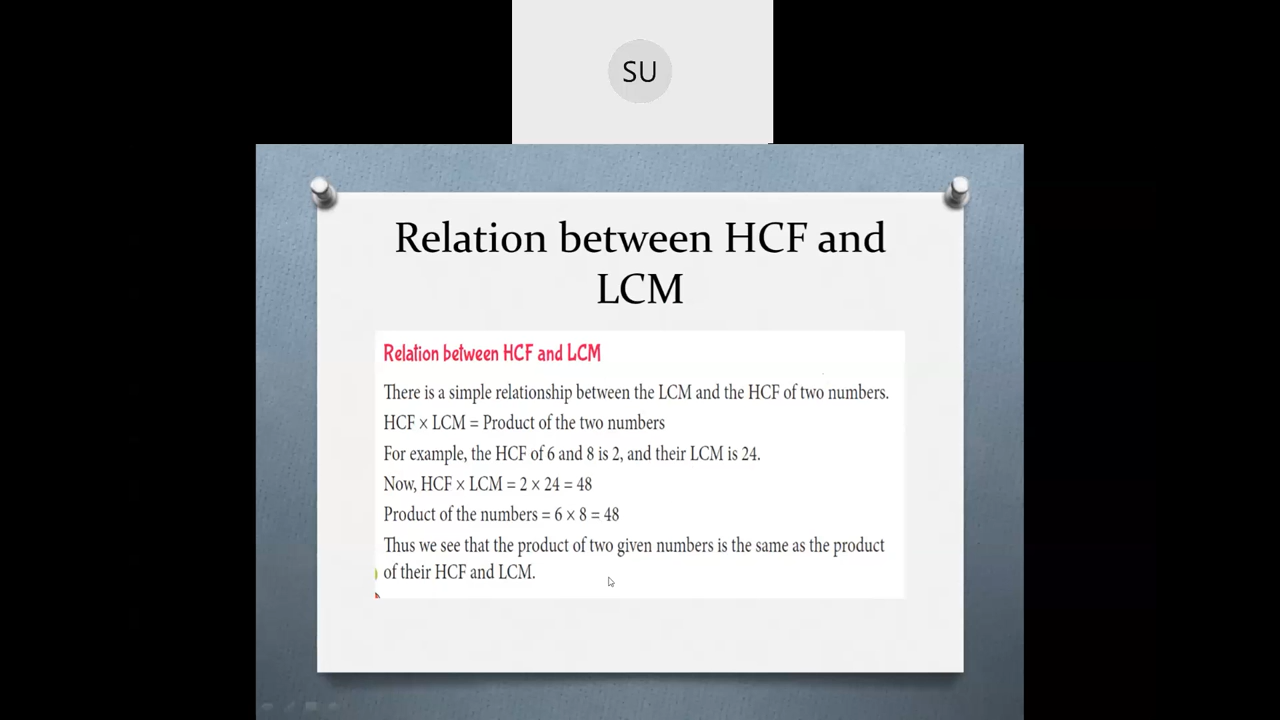 SU
Relation between HCF and
LCM
Relation between HCF and LCM
There is a simple relationship between the LCM and the HCF of two numbers.
HCF × LCM = Product of the two numbers
For example, the HCF of 6 and 8 is 2, and their LCM is 24.
Now, HCF × LCM = 2 × 24 = 48
Product of the numbers = 6 × 8 = 48
Thus we see that the product of two given numbers is the same as the product
of their HCF and LCM.